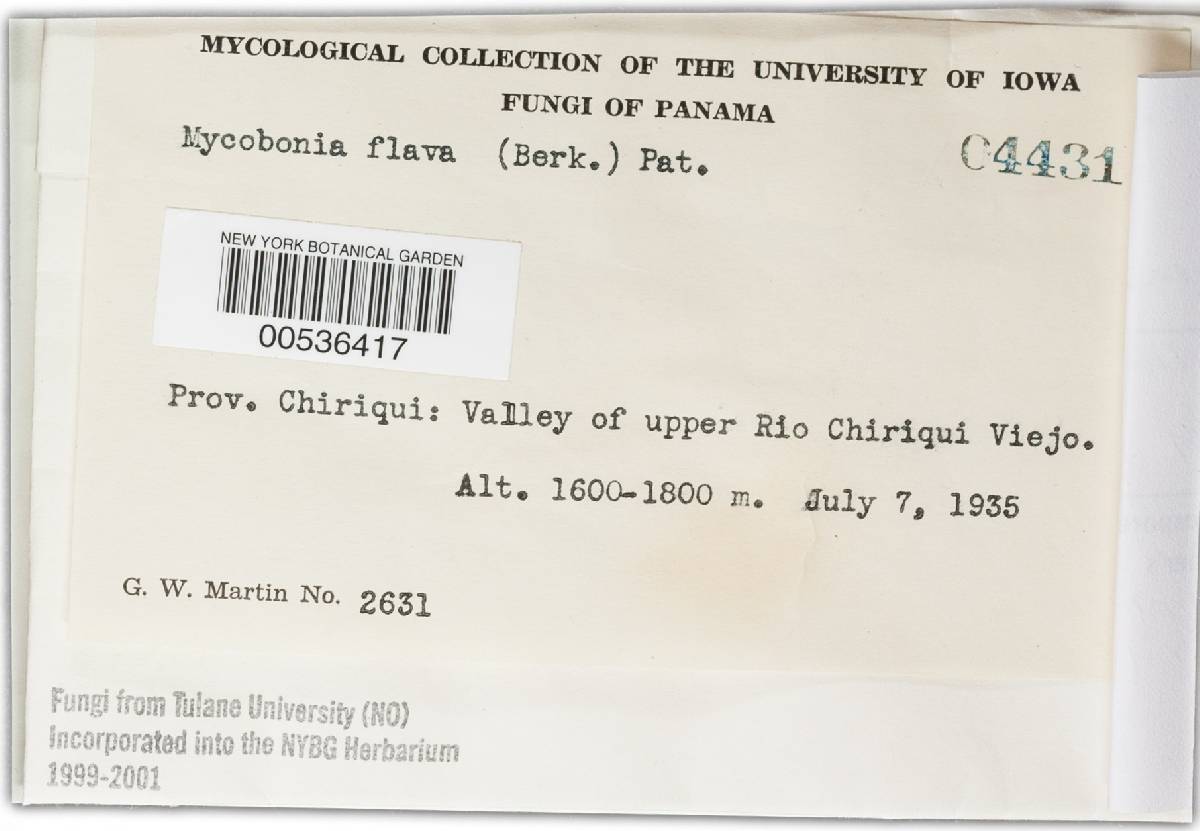 MYCOLOGICAL COLLECTION OF THE UNIVERSITY OF IOWA
FUNGI OF PANAMA
Mycobonia flava (Berk.) Pat.
C4431
NEW YORK BOTANICAL GARDEN
00536417
Prov. Chiriqui: Valley of upper Rio Chiriqui Viejo.
Alt. 1600-1800 m. July 7, 1935
G. W. Martin No. 2631
Fungi from Tulane University (NO)
Incorporated into the NYBG Herbarium
1999-2001